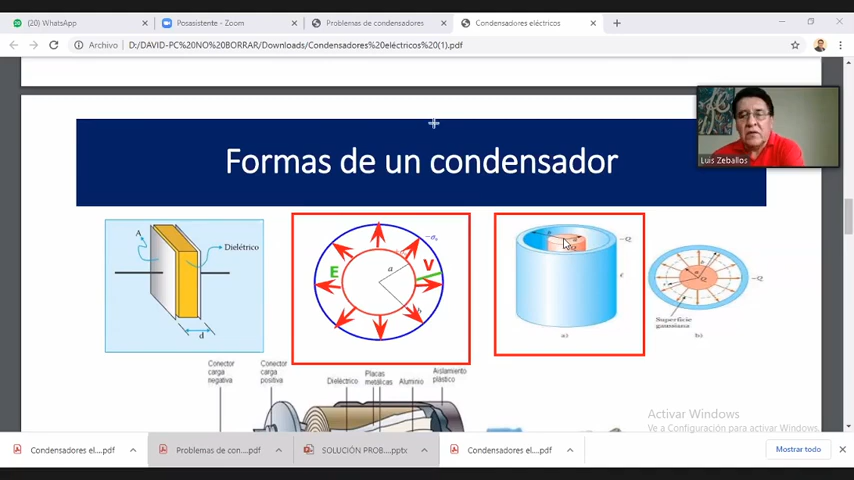 (20) WhatsApp
Posasistente - Zoom
Problemas de condensadores
Condensadores eléctricos
Archivo
D:/DAVID-PC%20NO%20BORRAR/Downloads/Condensadores%20eléctricos%20(1).pdf
Luis Zeballos
Formas de un condensador
A
Dieléctrico
d
E
V
a
b
-Q
a)
-Q
Superficie
gaussiana
b)
Conector
carga
negativa
Conector
carga
positiva
Dieléctrico
Placas
metálicas
Aluminio
Aislamiento
plástico
Activar Windows
Ve a Configuración para activar Windows.
Condensadores el....pdf
Problemas de con....pdf
SOLUCIÓN PROB....pptx
Condensadores el....pdf
Mostrar todo